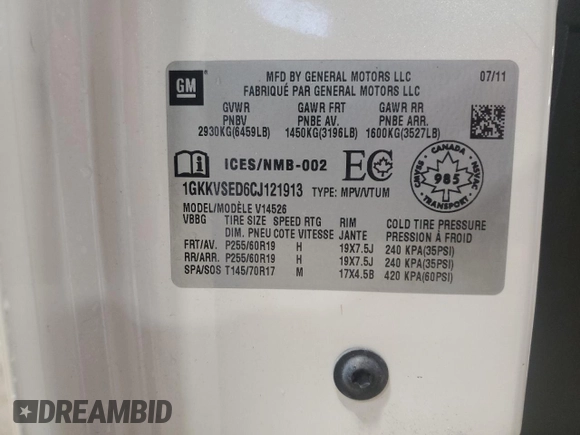 GM
MFD BY GENERAL MOTORS LLC 07/11
FABRIQUÉ PAR GENERAL MOTORS LLC
GVWR GAWR FRT GAWR RR
PNBV PNBE AV. PNBE ARR.
2930KG(6459LB) 1450KG(3196LB) 1600KG(3527LB)
ICES/NMB-002 EC
CANADA
CMVSS NSVAC
985
TRANSPORT
1GKKVSED6CJ121913 TYPE: MPV/VTUM
MODEL/MODÈLE V14526
VBBG TIRE SIZE SPEED RTG RIM COLD TIRE PRESSURE
DIM. PNEU COTE VITESSE JANTE PRESSION À FROID
FRT/AV. P255/60R19 H 19X7.5J 240 KPA(35PSI)
RR/ARR. P255/60R19 H 19X7.5J 240 KPA(35PSI)
SPA/SOS T145/70R17 M 17X4.5B 420 KPA(60PSI)
DREAMBID